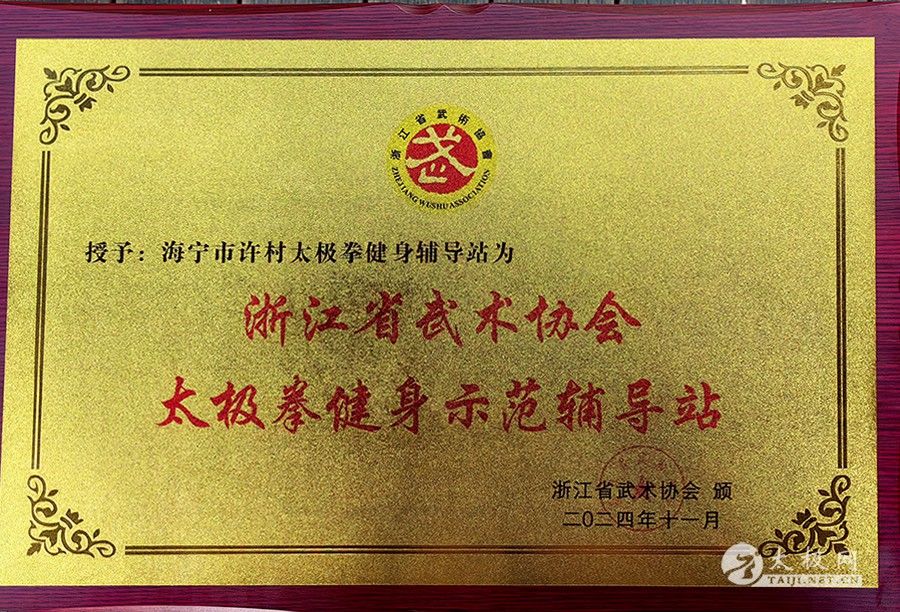 浙江省武術協會
ZHEJIANG WUSHU ASSOCIATION
授予：海宁市许村太极拳健身辅导站为
浙江省武术协会
太极拳健身示范辅导站
浙江省武术协会 颁
二〇二四年十一月
太极网
TAIJI.NET.CN